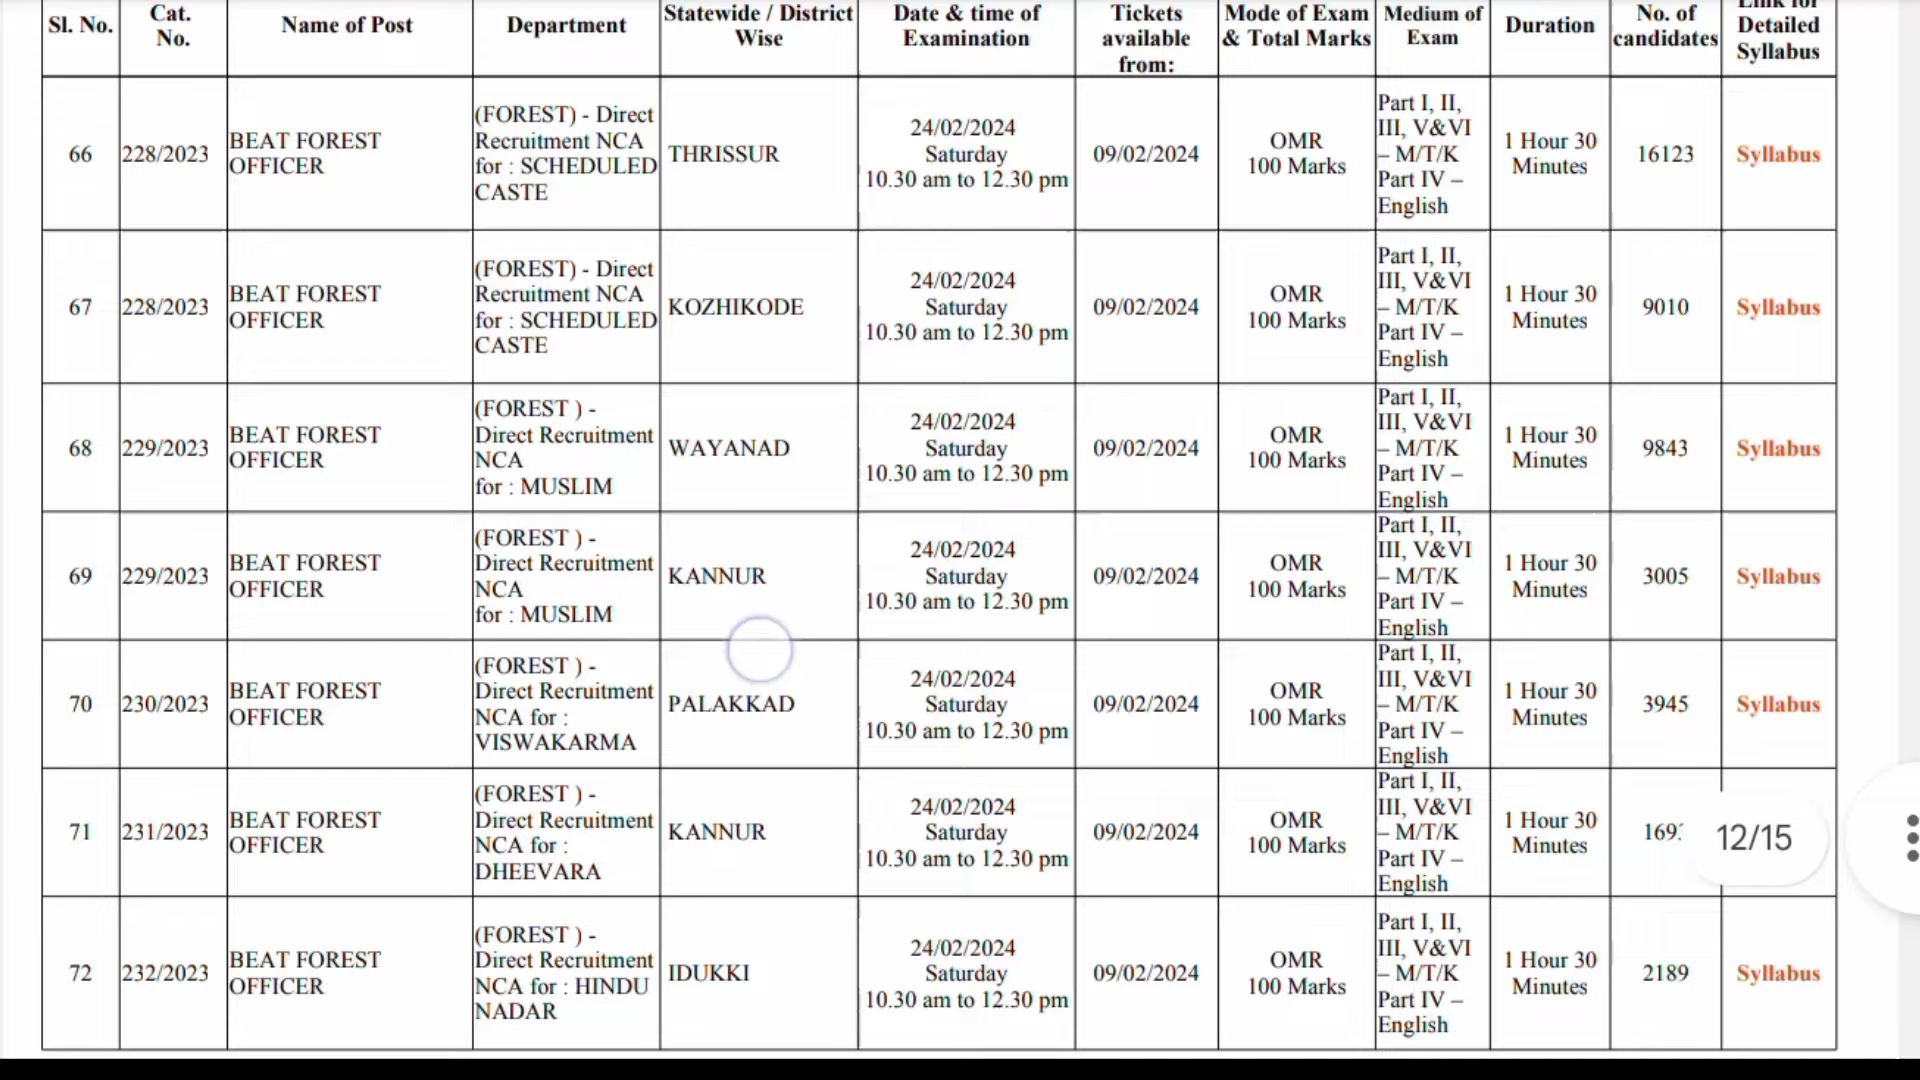 Sl. No. Cat. No. Name of Post Department Statewide / District Wise Date & time of Examination Tickets available from: Mode of Exam & Total Marks Medium of Exam Duration No. of candidates Link for Detailed Syllabus
66 228/2023 BEAT FOREST OFFICER (FOREST) - Direct Recruitment NCA for : SCHEDULED CASTE THRISSUR 24/02/2024 Saturday 10.30 am to 12.30 pm 09/02/2024 OMR 100 Marks Part I, II, III, V&VI – M/T/K Part IV – English 1 Hour 30 Minutes 16123 Syllabus
67 228/2023 BEAT FOREST OFFICER (FOREST) - Direct Recruitment NCA for : SCHEDULED CASTE KOZHIKODE 24/02/2024 Saturday 10.30 am to 12.30 pm 09/02/2024 OMR 100 Marks Part I, II, III, V&VI – M/T/K Part IV – English 1 Hour 30 Minutes 9010 Syllabus
68 229/2023 BEAT FOREST OFFICER (FOREST ) - Direct Recruitment NCA for : MUSLIM WAYANAD 24/02/2024 Saturday 10.30 am to 12.30 pm 09/02/2024 OMR 100 Marks Part I, II, III, V&VI – M/T/K Part IV – English 1 Hour 30 Minutes 9843 Syllabus
69 229/2023 BEAT FOREST OFFICER (FOREST ) - Direct Recruitment NCA for : MUSLIM KANNUR 24/02/2024 Saturday 10.30 am to 12.30 pm 09/02/2024 OMR 100 Marks Part I, II, III, V&VI – M/T/K Part IV – English 1 Hour 30 Minutes 3005 Syllabus
70 230/2023 BEAT FOREST OFFICER (FOREST ) - Direct Recruitment NCA for : VISWAKARMA PALAKKAD 24/02/2024 Saturday 10.30 am to 12.30 pm 09/02/2024 OMR 100 Marks Part I, II, III, V&VI – M/T/K Part IV – English 1 Hour 30 Minutes 3945 Syllabus
71 231/2023 BEAT FOREST OFFICER (FOREST ) - Direct Recruitment NCA for : DHEEVARA KANNUR 24/02/2024 Saturday 10.30 am to 12.30 pm 09/02/2024 OMR 100 Marks Part I, II, III, V&VI – M/T/K Part IV – English 1 Hour 30 Minutes 12/15
72 232/2023 BEAT FOREST OFFICER (FOREST ) - Direct Recruitment NCA for : HINDU NADAR IDUKKI 24/02/2024 Saturday 10.30 am to 12.30 pm 09/02/2024 OMR 100 Marks Part I, II, III, V&VI – M/T/K Part IV – English 1 Hour 30 Minutes 2189 Syllabus